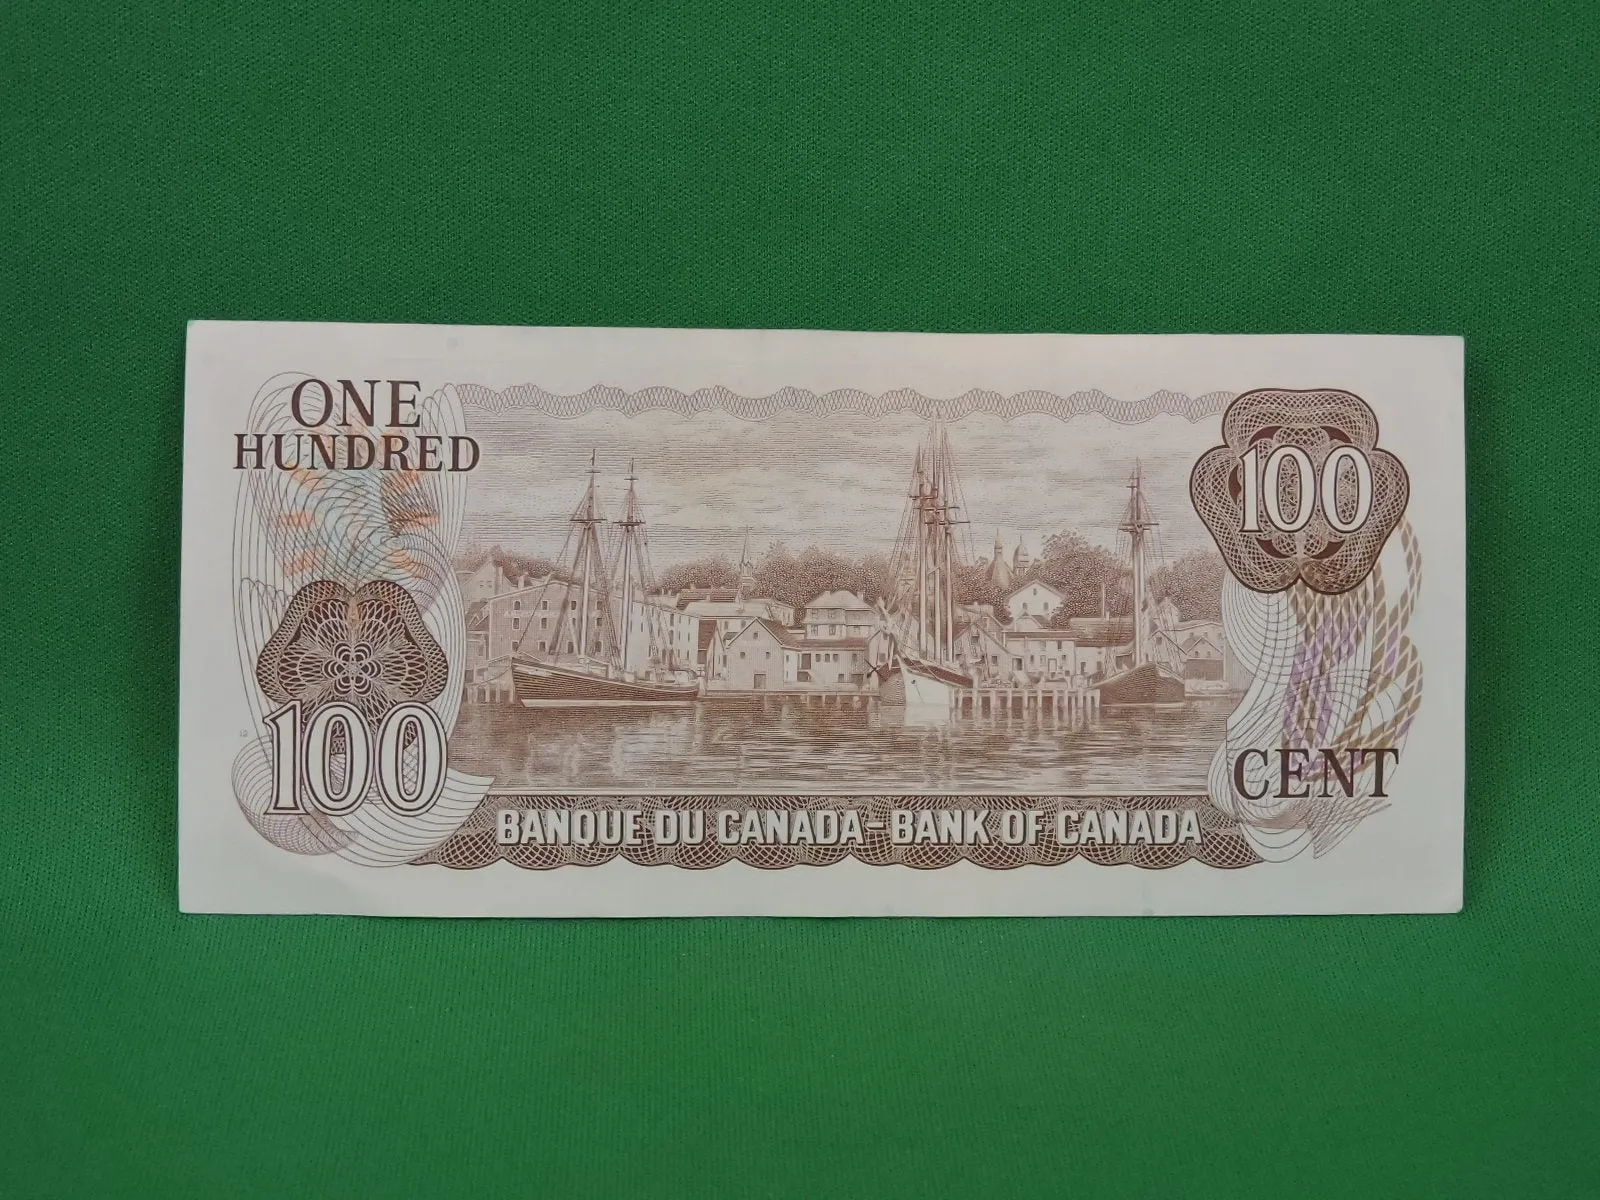 ONE
HUNDRED
100
100
CENT
BANQUE DU CANADA - BANK OF CANADA